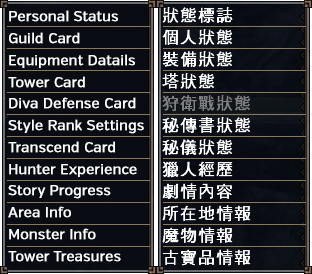 Personal Status
狀態標誌
Guild Card
個人狀態
Equipment Datails
裝備狀態
Tower Card
塔狀態
Diva Defense Card
狩衛戰狀態
Style Rank Settings
秘傳書狀態
Transcend Card
秘儀狀態
Hunter Experience
獵人經歷
Story Progress
劇情內容
Area Info
所在地情報
Monster Info
魔物情報
Tower Treasures
古寶品情報